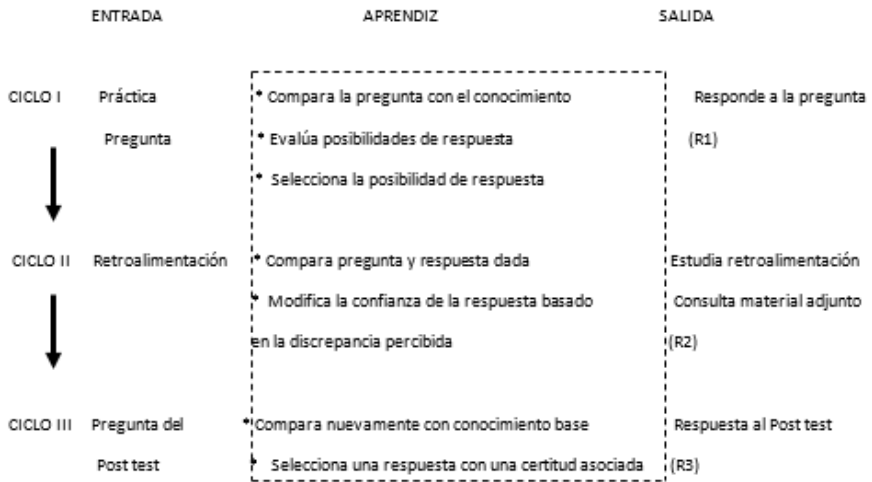 ENTRADA APRENDIZ SALIDA
CICLO I Práctica * Compara la pregunta con el conocimiento Responde a la pregunta
Pregunta * Evalúa posibilidades de respuesta (R1)
* Selecciona la posibilidad de respuesta
CICLO II Retroalimentación * Compara pregunta y respuesta dada Estudia retroalimentación
* Modifica la confianza de la respuesta basado Consulta material adjunto
en la discrepancia percibida (R2)
CICLO III Pregunta del * Compara nuevamente con conocimiento base Respuesta al Post test
Post test * Selecciona una respuesta con una certitud asociada (R3)